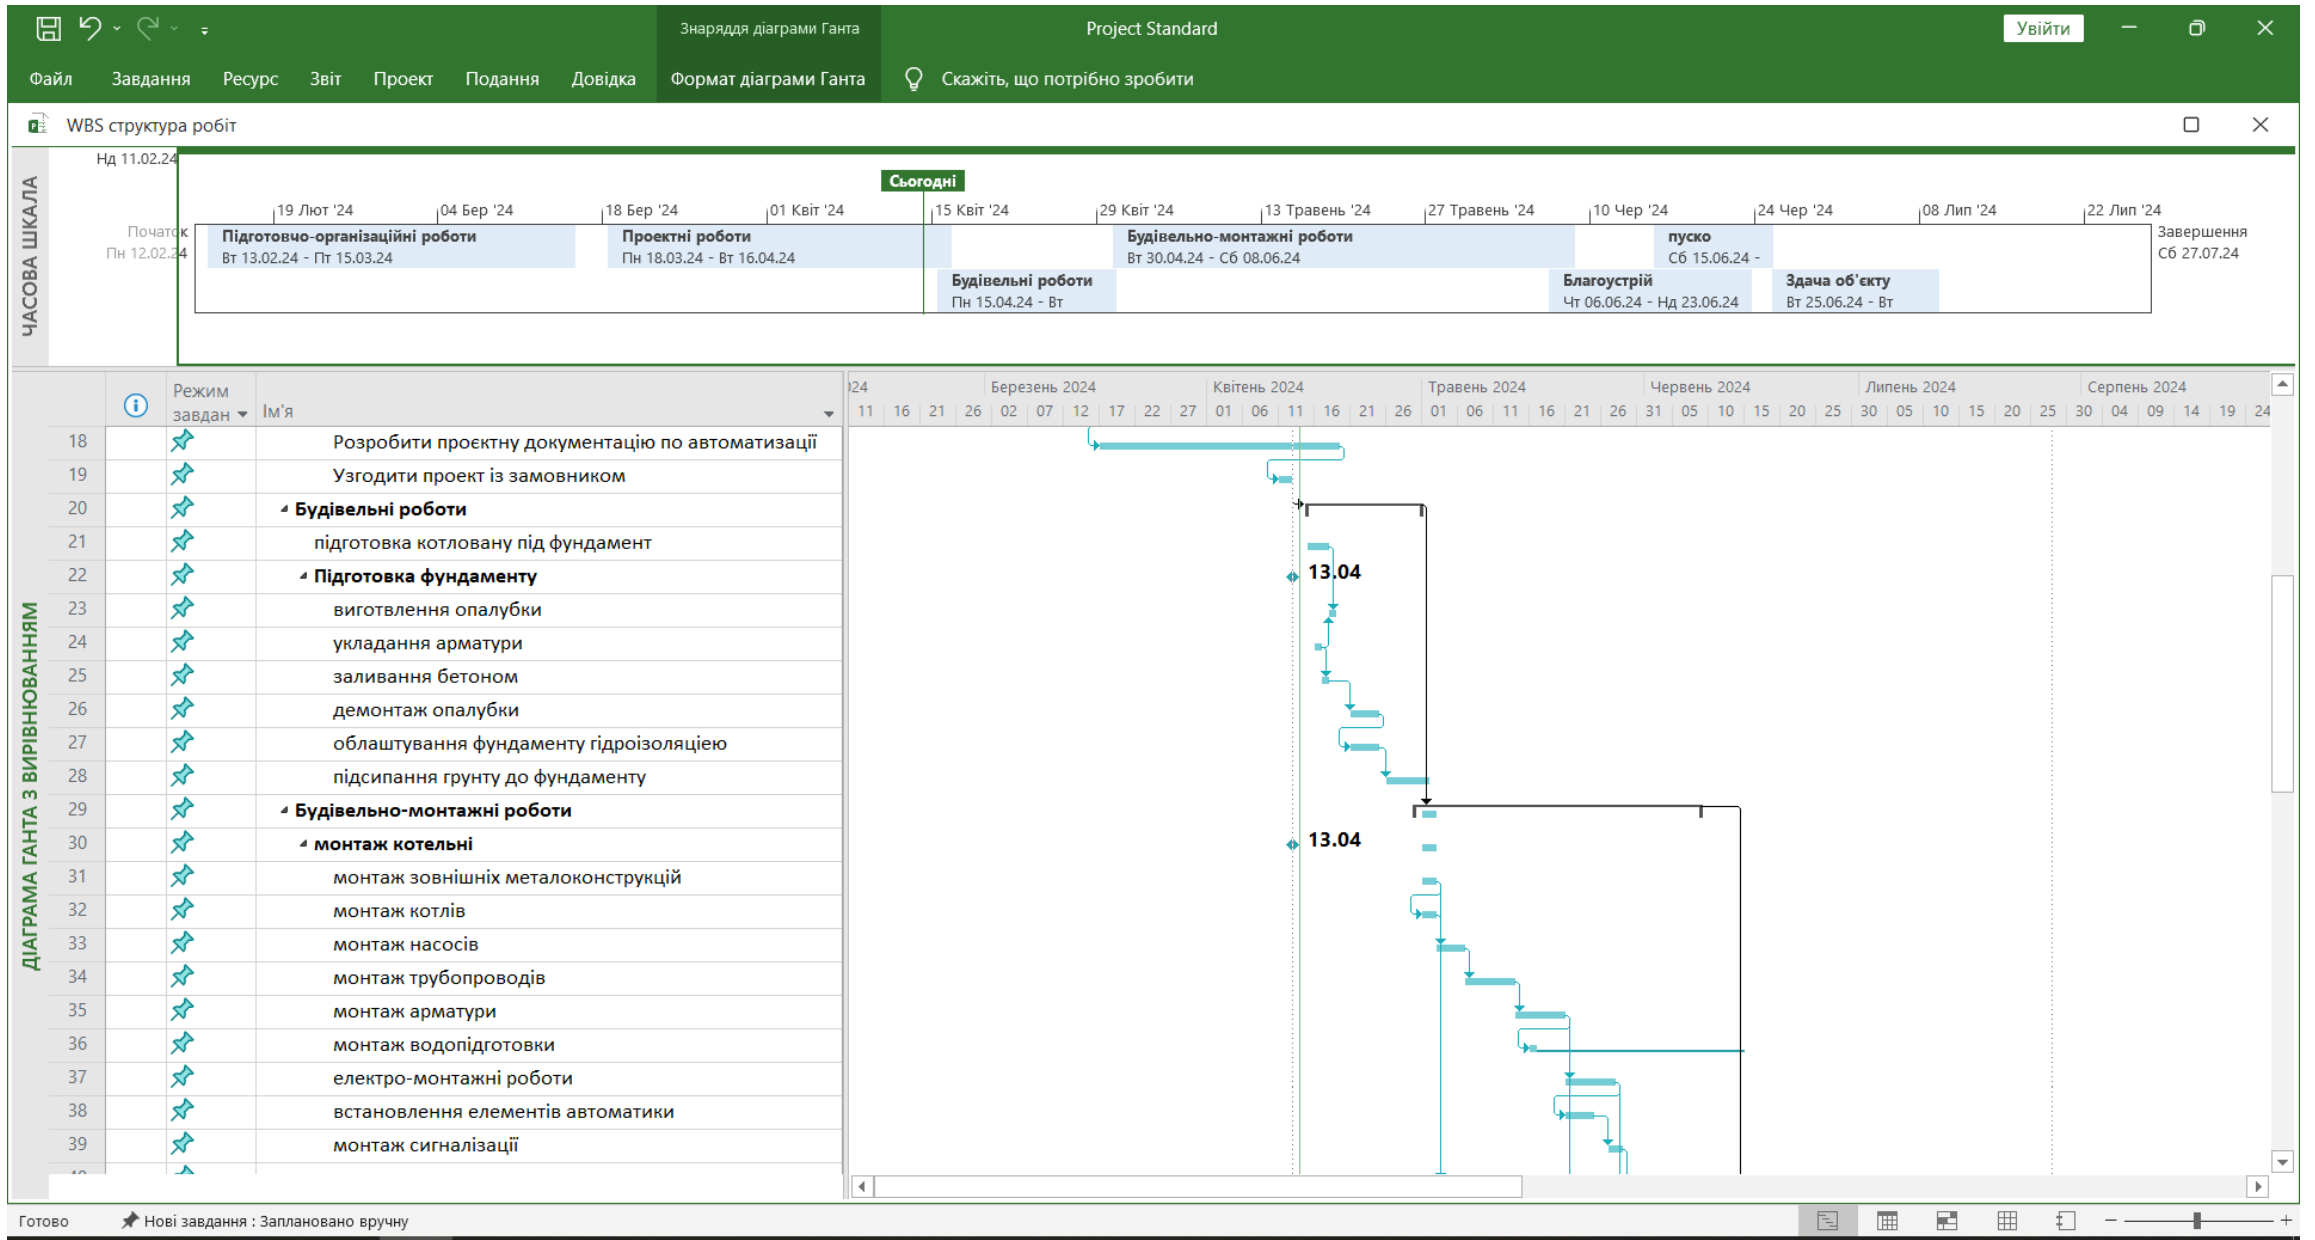 Знаряддя діаграми Ганта
Project Standard
Увійти
Файл Завдання Ресурс Звіт Проект Подання Довідка Формат діаграми Ганта Скажіть, що потрібно зробити
WBS структура робіт
ЧАСОВА ШКАЛА
Нд 11.02.24
Сьогодні
19 Лют '24 04 Бер '24 18 Бер '24 01 Квіт '24 15 Квіт '24 29 Квіт '24 13 Травень '24 27 Травень '24 10 Чер '24 24 Чер '24 08 Лип '24 22 Лип '24
Початок
Пн 12.02.24
Підготовчо-організаційні роботи
Вт 13.02.24 - Пт 15.03.24
Проектні роботи
Пн 18.03.24 - Вт 16.04.24
Будівельно-монтажні роботи
Вт 30.04.24 - Сб 08.06.24
пуско
Сб 15.06.24 -
Завершення
Сб 27.07.24
Будівельні роботи
Пн 15.04.24 - Вт
Благоустрій
Чт 06.06.24 - Нд 23.06.24
Здача об'єкту
Вт 25.06.24 - Вт
ДІАГРАМА ГАНТА З ВИРІВНЮВАННЯМ
Режим завдан
Ім'я
024 Березень 2024 Квітень 2024 Травень 2024 Червень 2024 Липень 2024 Серпень 2024
11 16 21 26 02 07 12 17 22 27 01 06 11 16 21 26 01 06 11 16 21 26 31 05 10 15 20 25 30 05 10 15 20 25 30 04 09 14 19 24
18 Розробити проєктну документацію по автоматизації
19 Узгодити проект із замовником
20 Будівельні роботи
21 підготовка котловану під фундамент
22 Підготовка фундаменту 13.04
23 виготвлення опалубки
24 укладання арматури
25 заливання бетоном
26 демонтаж опалубки
27 облаштування фундаменту гідроізоляціею
28 підсипання грунту до фундаменту
29 Будівельно-монтажні роботи
30 монтаж котельні 13.04
31 монтаж зовнішніх металоконструкцій
32 монтаж котлів
33 монтаж насосів
34 монтаж трубопроводів
35 монтаж арматури
36 монтаж водопідготовки
37 електро-монтажні роботи
38 встановлення елементів автоматики
39 монтаж сигналізації
Готово Нові завдання : Заплановано вручну